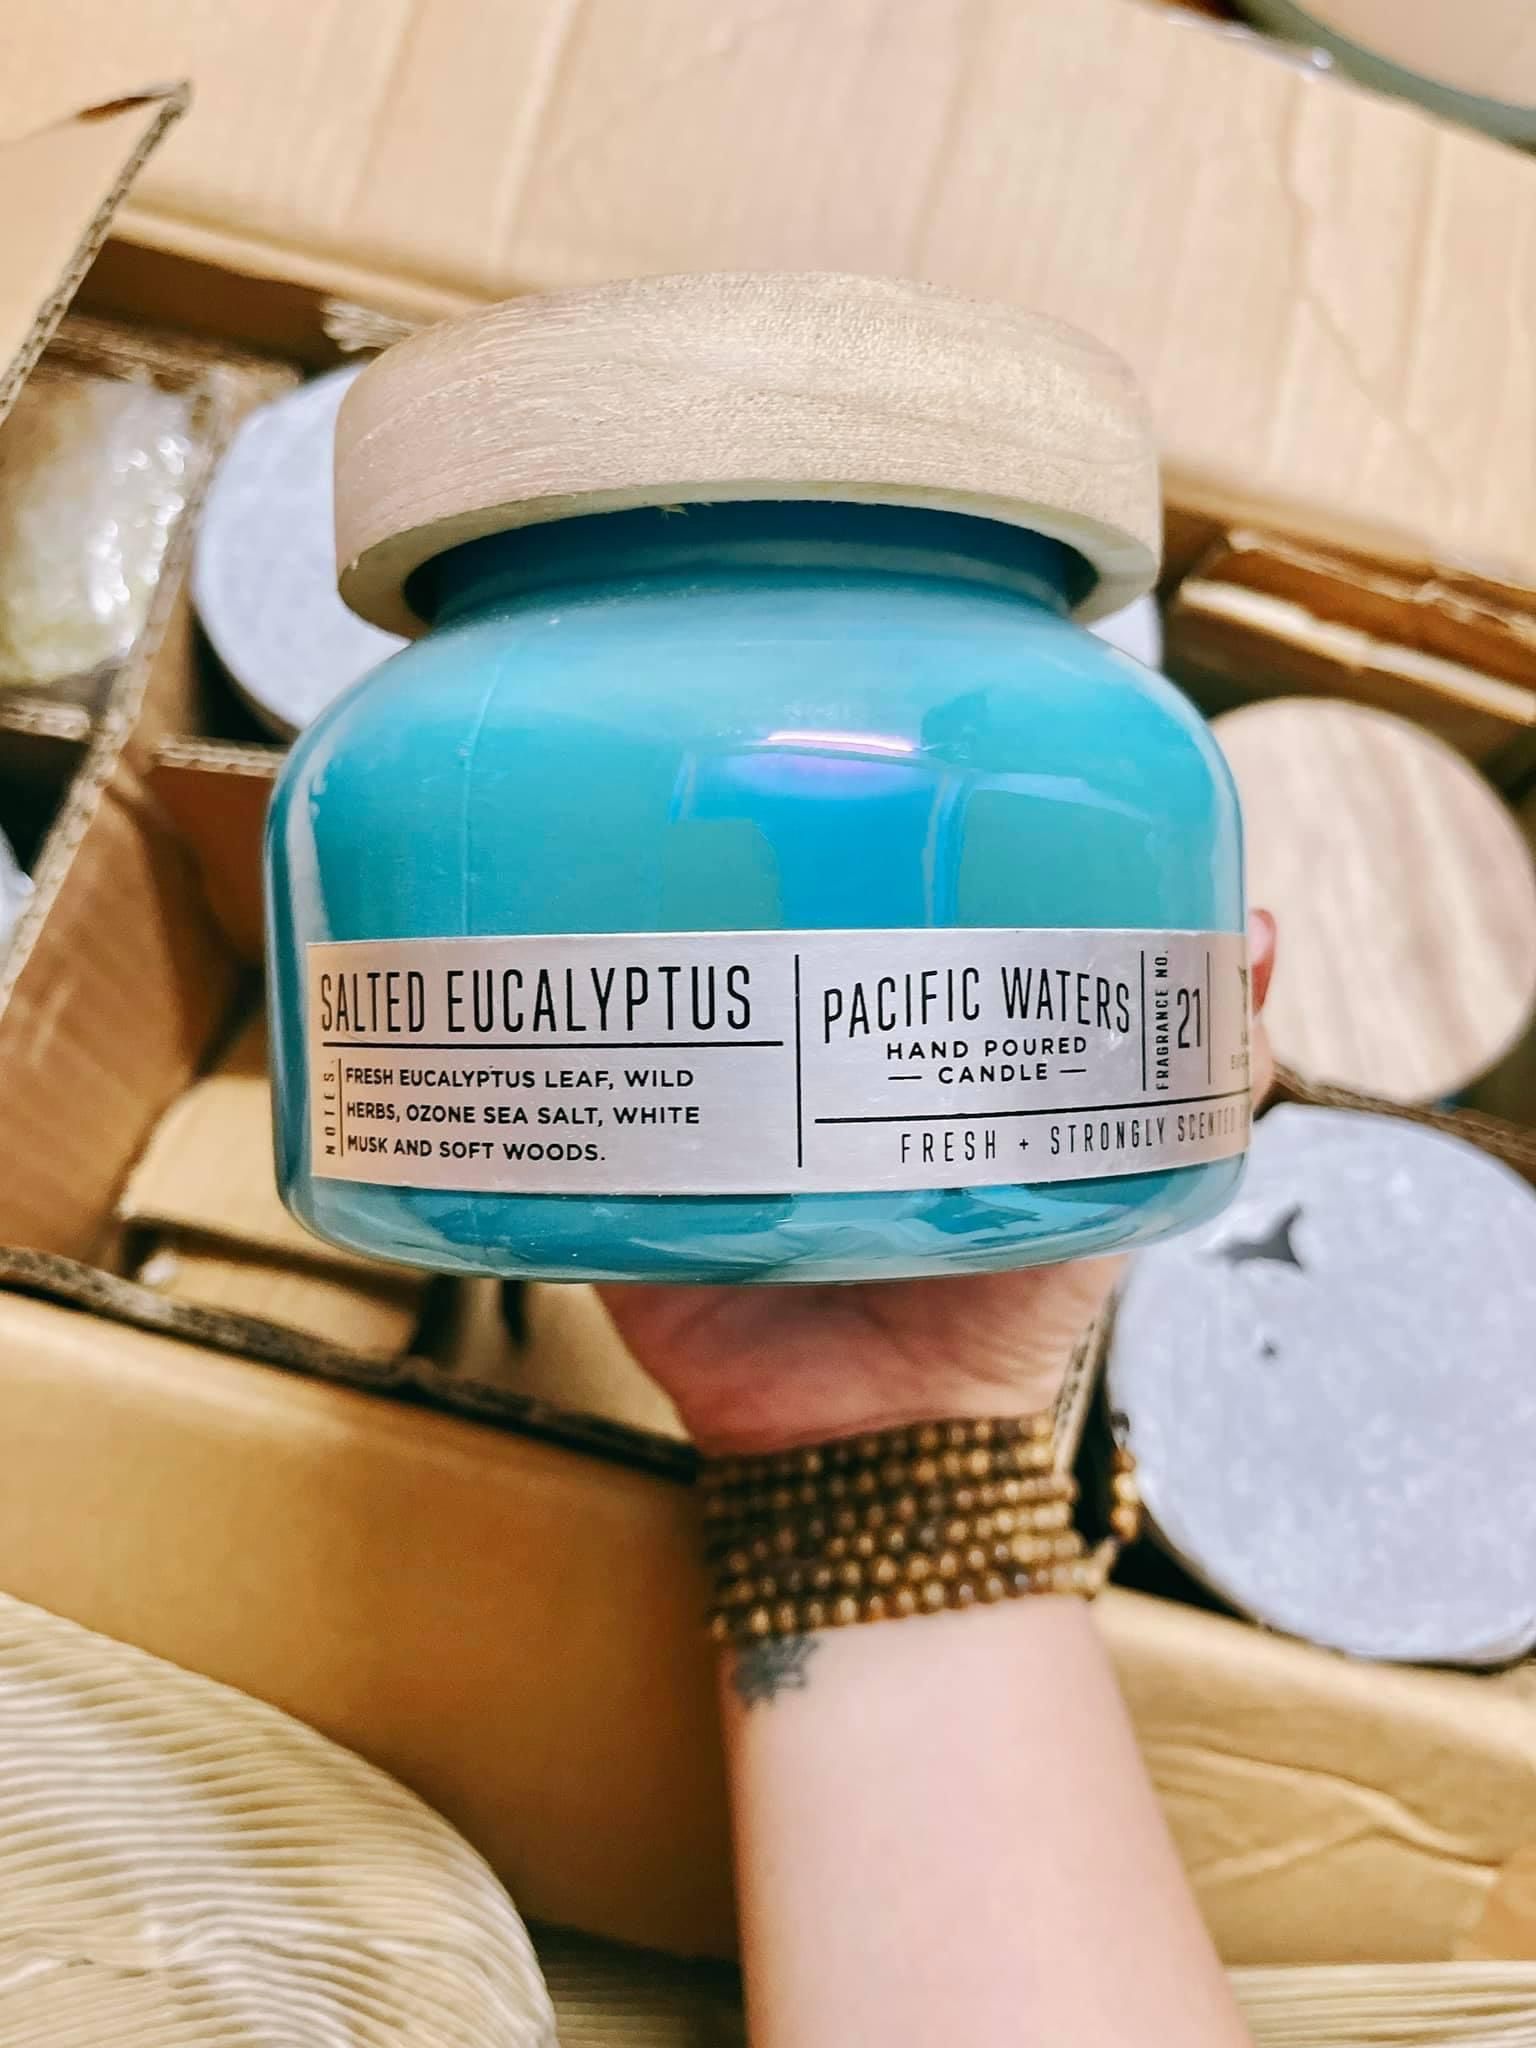 SALTED EUCALYPTUS
NOTES.
FRESH EUCALYPTUS LEAF, WILD
HERBS, OZONE SEA SALT, WHITE
MUSK AND SOFT WOODS.
PACIFIC WATERS
HAND POURED
— CANDLE —
FRESH + STRONGLY SCENTED
FRAGRANCE NO.
21